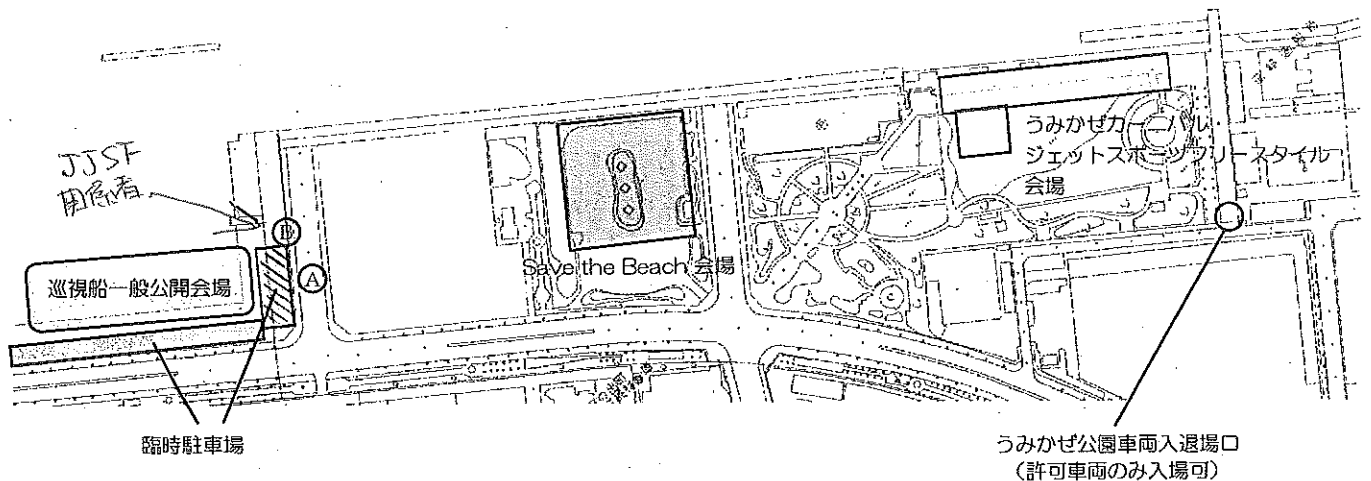 JJSF
関係者
B
A
巡視船一般公開会場
臨時駐車場
Save the Beach 会場
うみかぜカーニバル
ジェットスポーツフリースタイル
会場
うみかぜ公園車両入退場口
（許可車両のみ入場可）